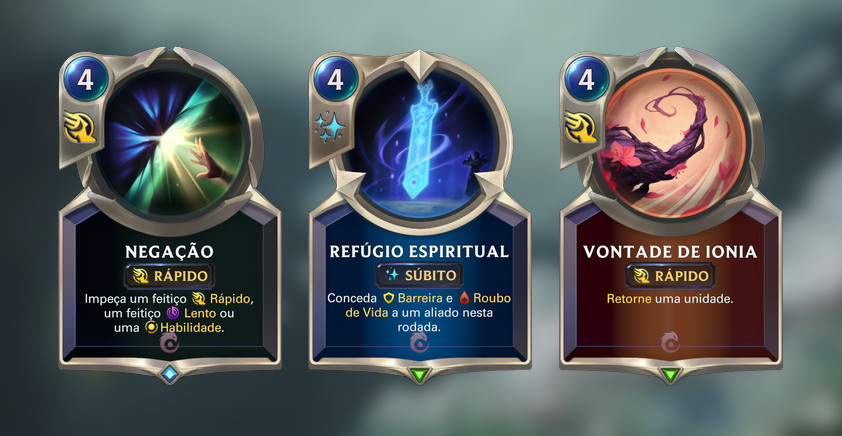 4
NEGAÇÃO
RÁPIDO
Impeça um feitiço Rápido,
um feitiço Lento ou
uma Habilidade.
4
REFÚGIO ESPIRITUAL
SÚBITO
Conceda Barreira e Roubo
de Vida a um aliado nesta
rodada.
4
VONTADE DE IONIA
RÁPIDO
Retorne uma unidade.